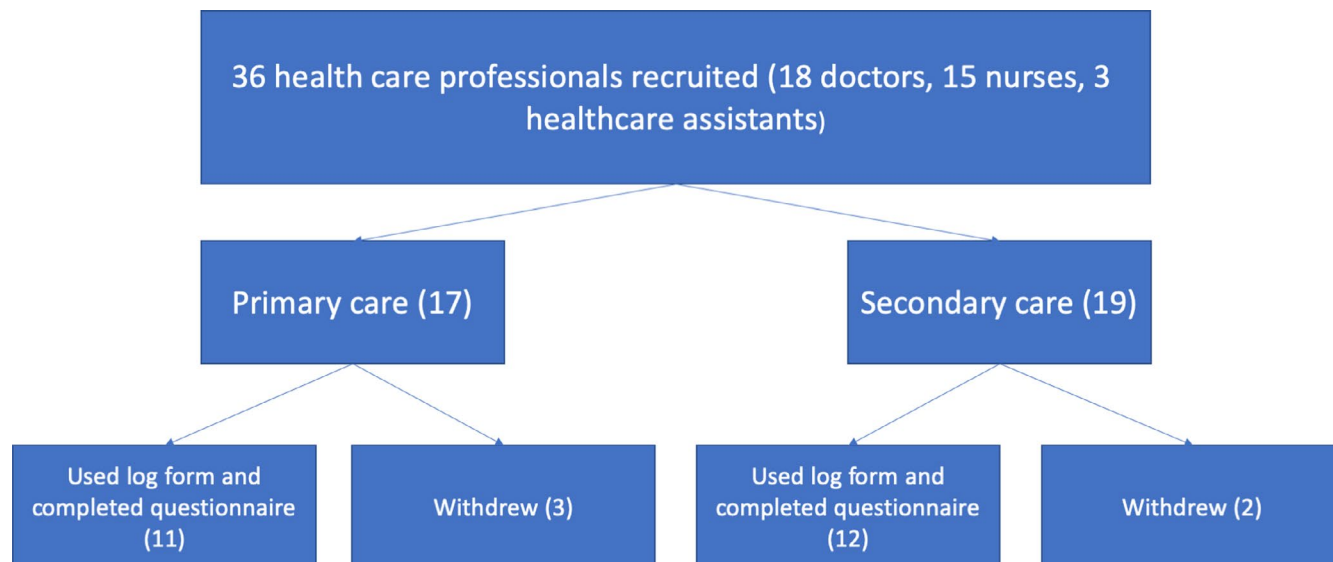 36 health care professionals recruited (18 doctors, 15 nurses, 3
healthcare assistants)
Primary care (17)
Secondary care (19)
Used log form and
completed questionnaire
(11)
Withdrew (3)
Used log form and
completed questionnaire
(12)
Withdrew (2)